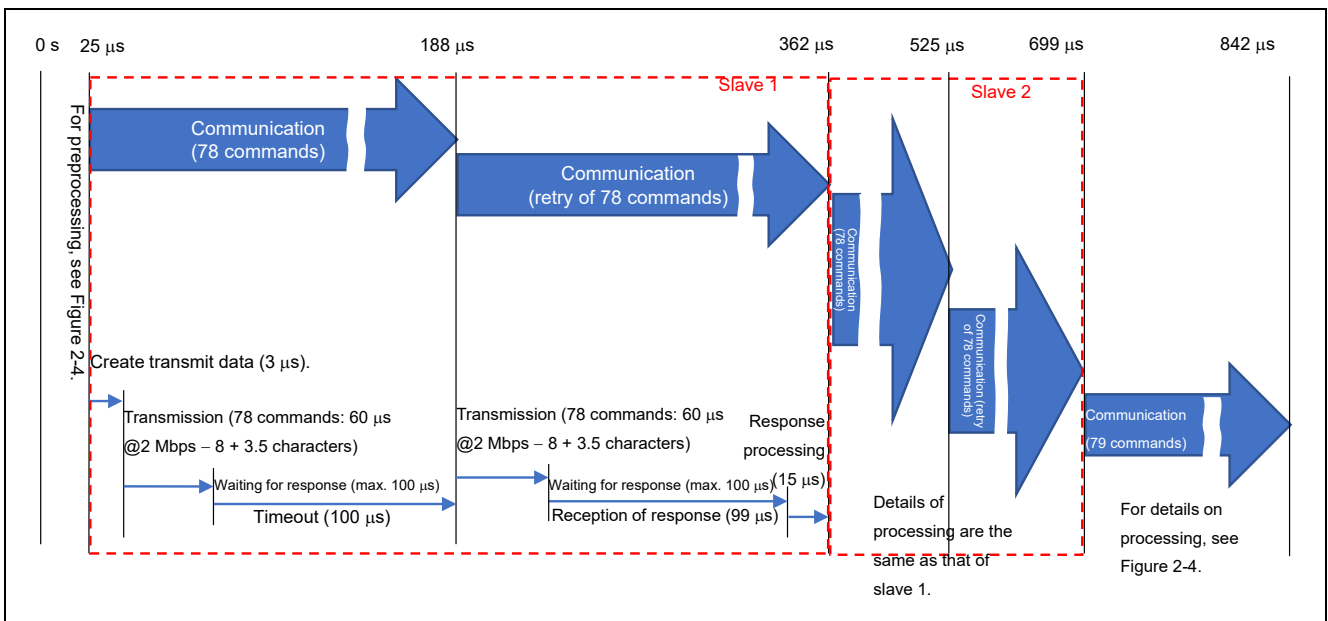 0 s
25 μs
188 μs
362 μs
525 μs
699 μs
842 μs
Slave 1
Slave 2
For preprocessing, see Figure 2-4.
Communication
(78 commands)
Communication
(retry of 78 commands)
Communication
(78 commands)
Communication (retry
of 78 commands)
Communication
(79 commands)
Create transmit data (3 μs).
Transmission (78 commands: 60 μs
@2 Mbps – 8 + 3.5 characters)
Waiting for response (max. 100 μs)
Timeout (100 μs)
Transmission (78 commands: 60 μs
@2 Mbps – 8 + 3.5 characters)
Waiting for response (max. 100 μs)
Reception of response (99 μs)
Response
processing
(15 μs)
Details of
processing are the
same as that of
slave 1.
For details on
processing, see
Figure 2-4.